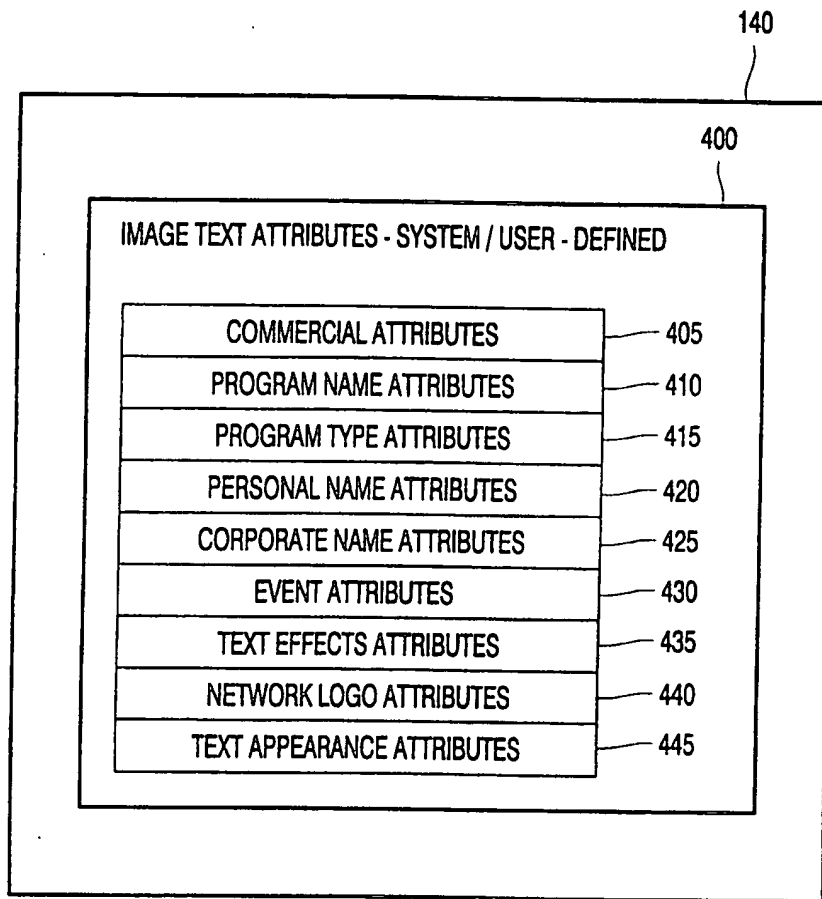 140
400
IMAGE TEXT ATTRIBUTES - SYSTEM / USER - DEFINED
COMMERCIAL ATTRIBUTES 405
PROGRAM NAME ATTRIBUTES 410
PROGRAM TYPE ATTRIBUTES 415
PERSONAL NAME ATTRIBUTES 420
CORPORATE NAME ATTRIBUTES 425
EVENT ATTRIBUTES 430
TEXT EFFECTS ATTRIBUTES 435
NETWORK LOGO ATTRIBUTES 440
TEXT APPEARANCE ATTRIBUTES 445